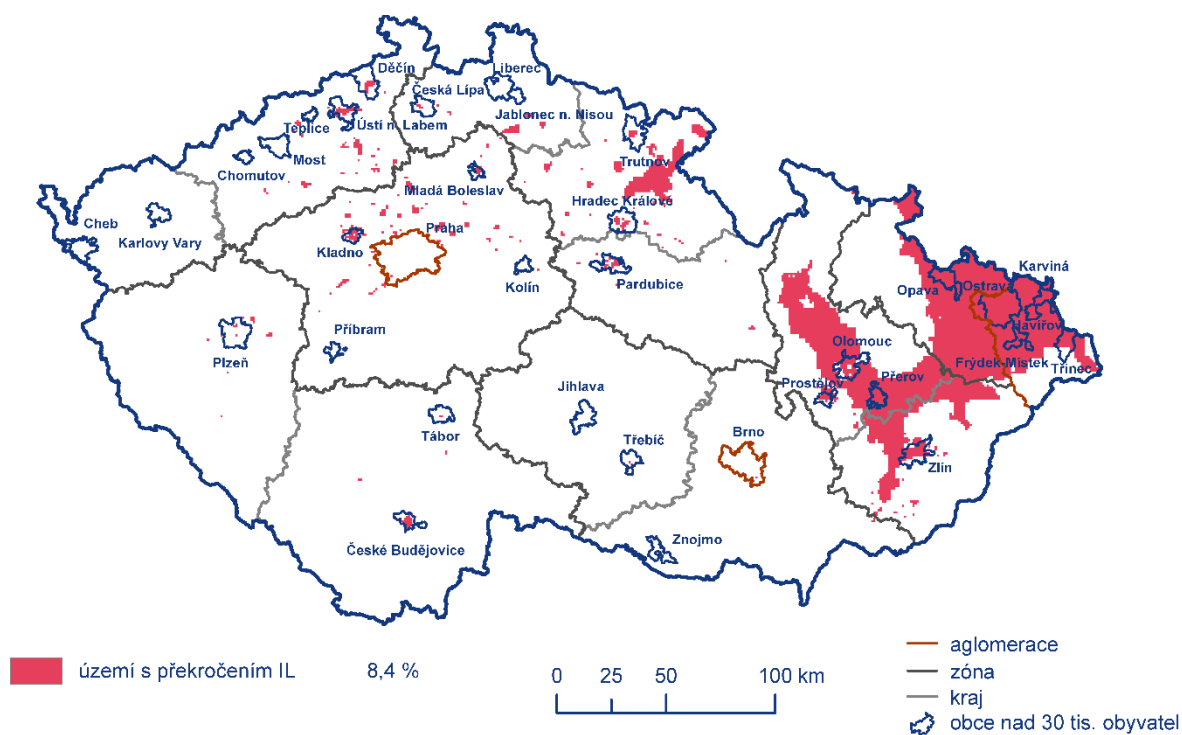 Děčín
Liberec
Česká Lípa
Jablonec n. Nisou
Teplice
Ústí n. Labem
Most
Chomutov
Trutnov
Mladá Boleslav
Hradec Králové
Cheb
Karlovy Vary
Praha
Kladno
Kolín
Pardubice
Karviná
Opava
Ostrava
Havířov
Příbram
Plzeň
Olomouc
Frýdek-Místek
Třinec
Přerov
Prostějov
Jihlava
Tábor
Třebíč
Brno
Zlín
České Budějovice
Znojmo
území s překročením IL 8,4 %
0 25 50 100 km
aglomerace
zóna
kraj
obce nad 30 tis. obyvatel